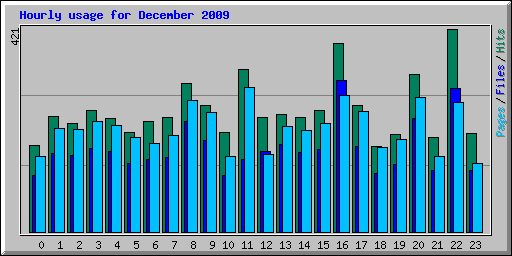 Hourly usage for December 2009
421
Pages / Files / Hits
0 1 2 3 4 5 6 7 8 9 10 11 12 13 14 15 16 17 18 19 20 21 22 23